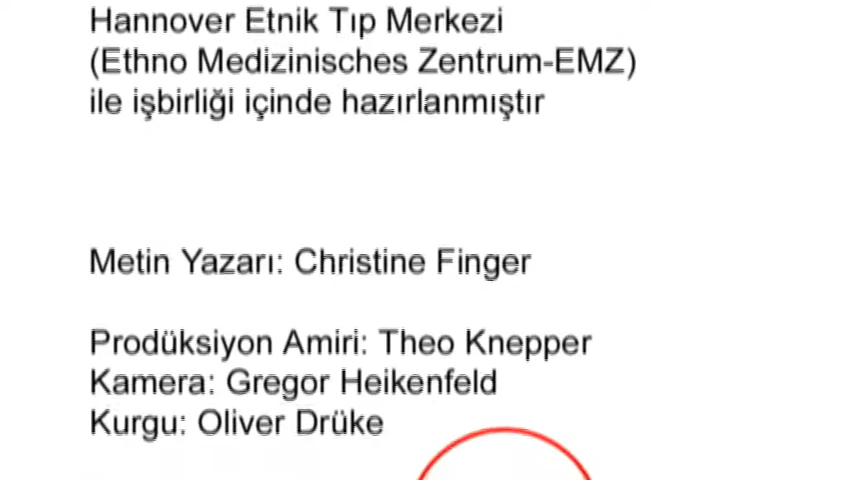 Hannover Etnik Tıp Merkezi
(Ethno Medizinisches Zentrum-EMZ)
ile işbirliği içinde hazırlanmıştır
Metin Yazarı: Christine Finger
Prodüksiyon Amiri: Theo Knepper
Kamera: Gregor Heikenfeld
Kurgu: Oliver Drüke